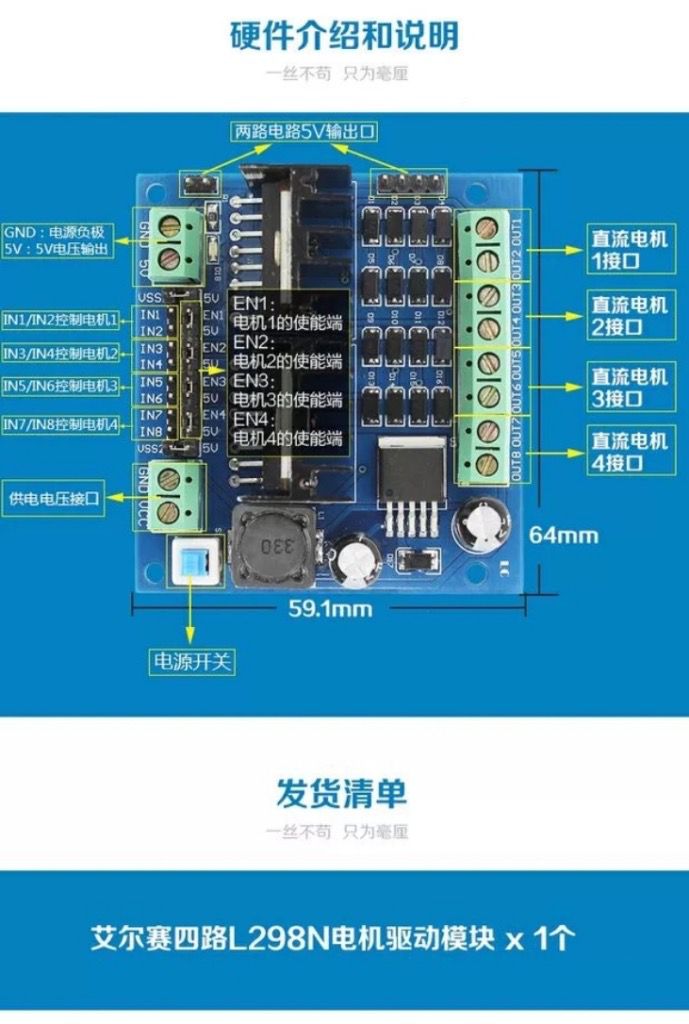 硬件介绍和说明
一丝不苟 只为毫厘
两路电路5V输出口
GND：电源负极
5V：5V电压输出
GND 5V
VSS 5V
IN1 EN1
IN2 5V
IN3 EN2
IN4 5V
IN5 EN3
IN6 5V
IN7 EN4
IN8 5V
VSS2 5V
GND VCC
IN1/IN2控制电机1
IN3/IN4控制电机2
IN5/IN6控制电机3
IN7/IN8控制电机4
供电电压接口
EN1：
电机1的使能端
EN2：
电机2的使能端
EN3：
电机3的使能端
EN4：
电机4的使能端
OUT1
OUT2
OUT3
OUT4
OUT5
OUT6
OUT7
OUT8
直流电机
1接口
直流电机
2接口
直流电机
3接口
直流电机
4接口
330
L1
64mm
59.1mm
电源开关
发货清单
一丝不苟 只为毫厘
艾尔赛四路L298N电机驱动模块 x 1个